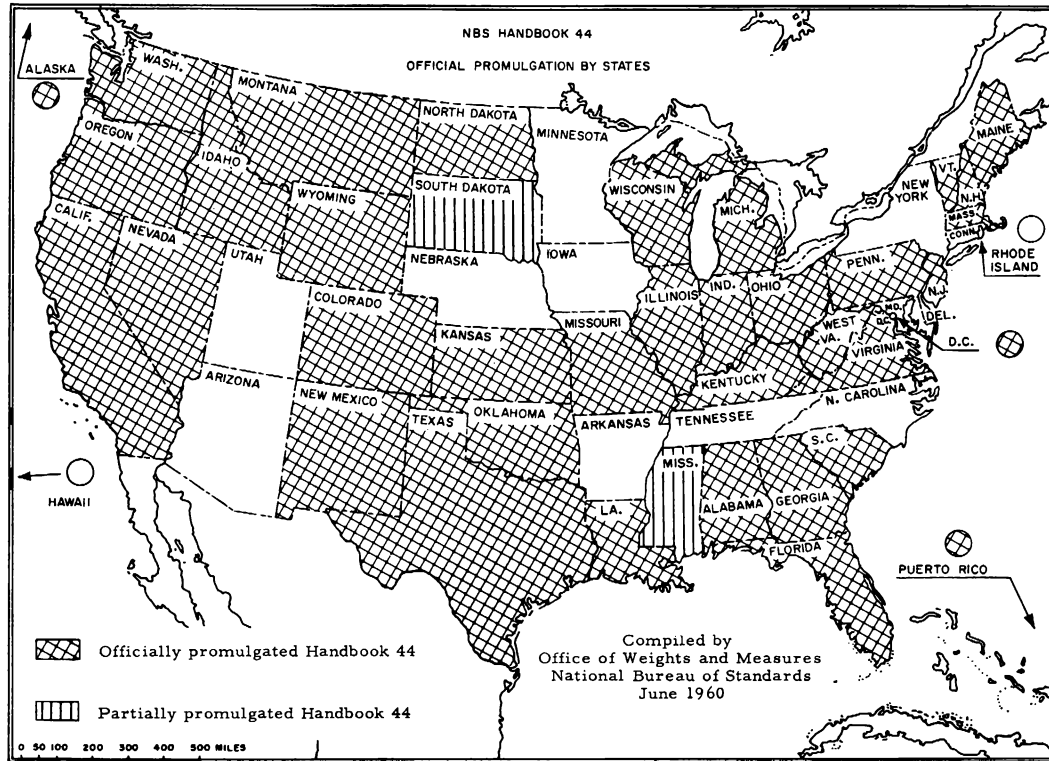 NBS HANDBOOK 44
OFFICIAL PROMULGATION BY STATES
ALASKA
WASH.
MONTANA
NORTH DAKOTA
MINNESOTA
MAINE
OREGON
IDAHO
WYOMING
SOUTH DAKOTA
WISCONSIN
MICH.
NEW
YORK
VT.
N.H.
MASS.
CONN.
RHODE
ISLAND
CALIF.
NEVADA
UTAH
COLORADO
NEBRASKA
IOWA
ILLINOIS
IND.
OHIO
PENN.
N.J.
DEL.
MD.
D.C.
D.C.
WEST
VA.
VIRGINIA
KANSAS
MISSOURI
KENTUCKY
ARIZONA
NEW MEXICO
TEXAS
OKLAHOMA
ARKANSAS
TENNESSEE
N. CAROLINA
S.C.
MISS.
ALABAMA
GEORGIA
LA.
FLORIDA
HAWAII
PUERTO RICO
Officially promulgated Handbook 44
Partially promulgated Handbook 44
Compiled by
Office of Weights and Measures
National Bureau of Standards
June 1960
0 50 100 200 300 400 500 MILES